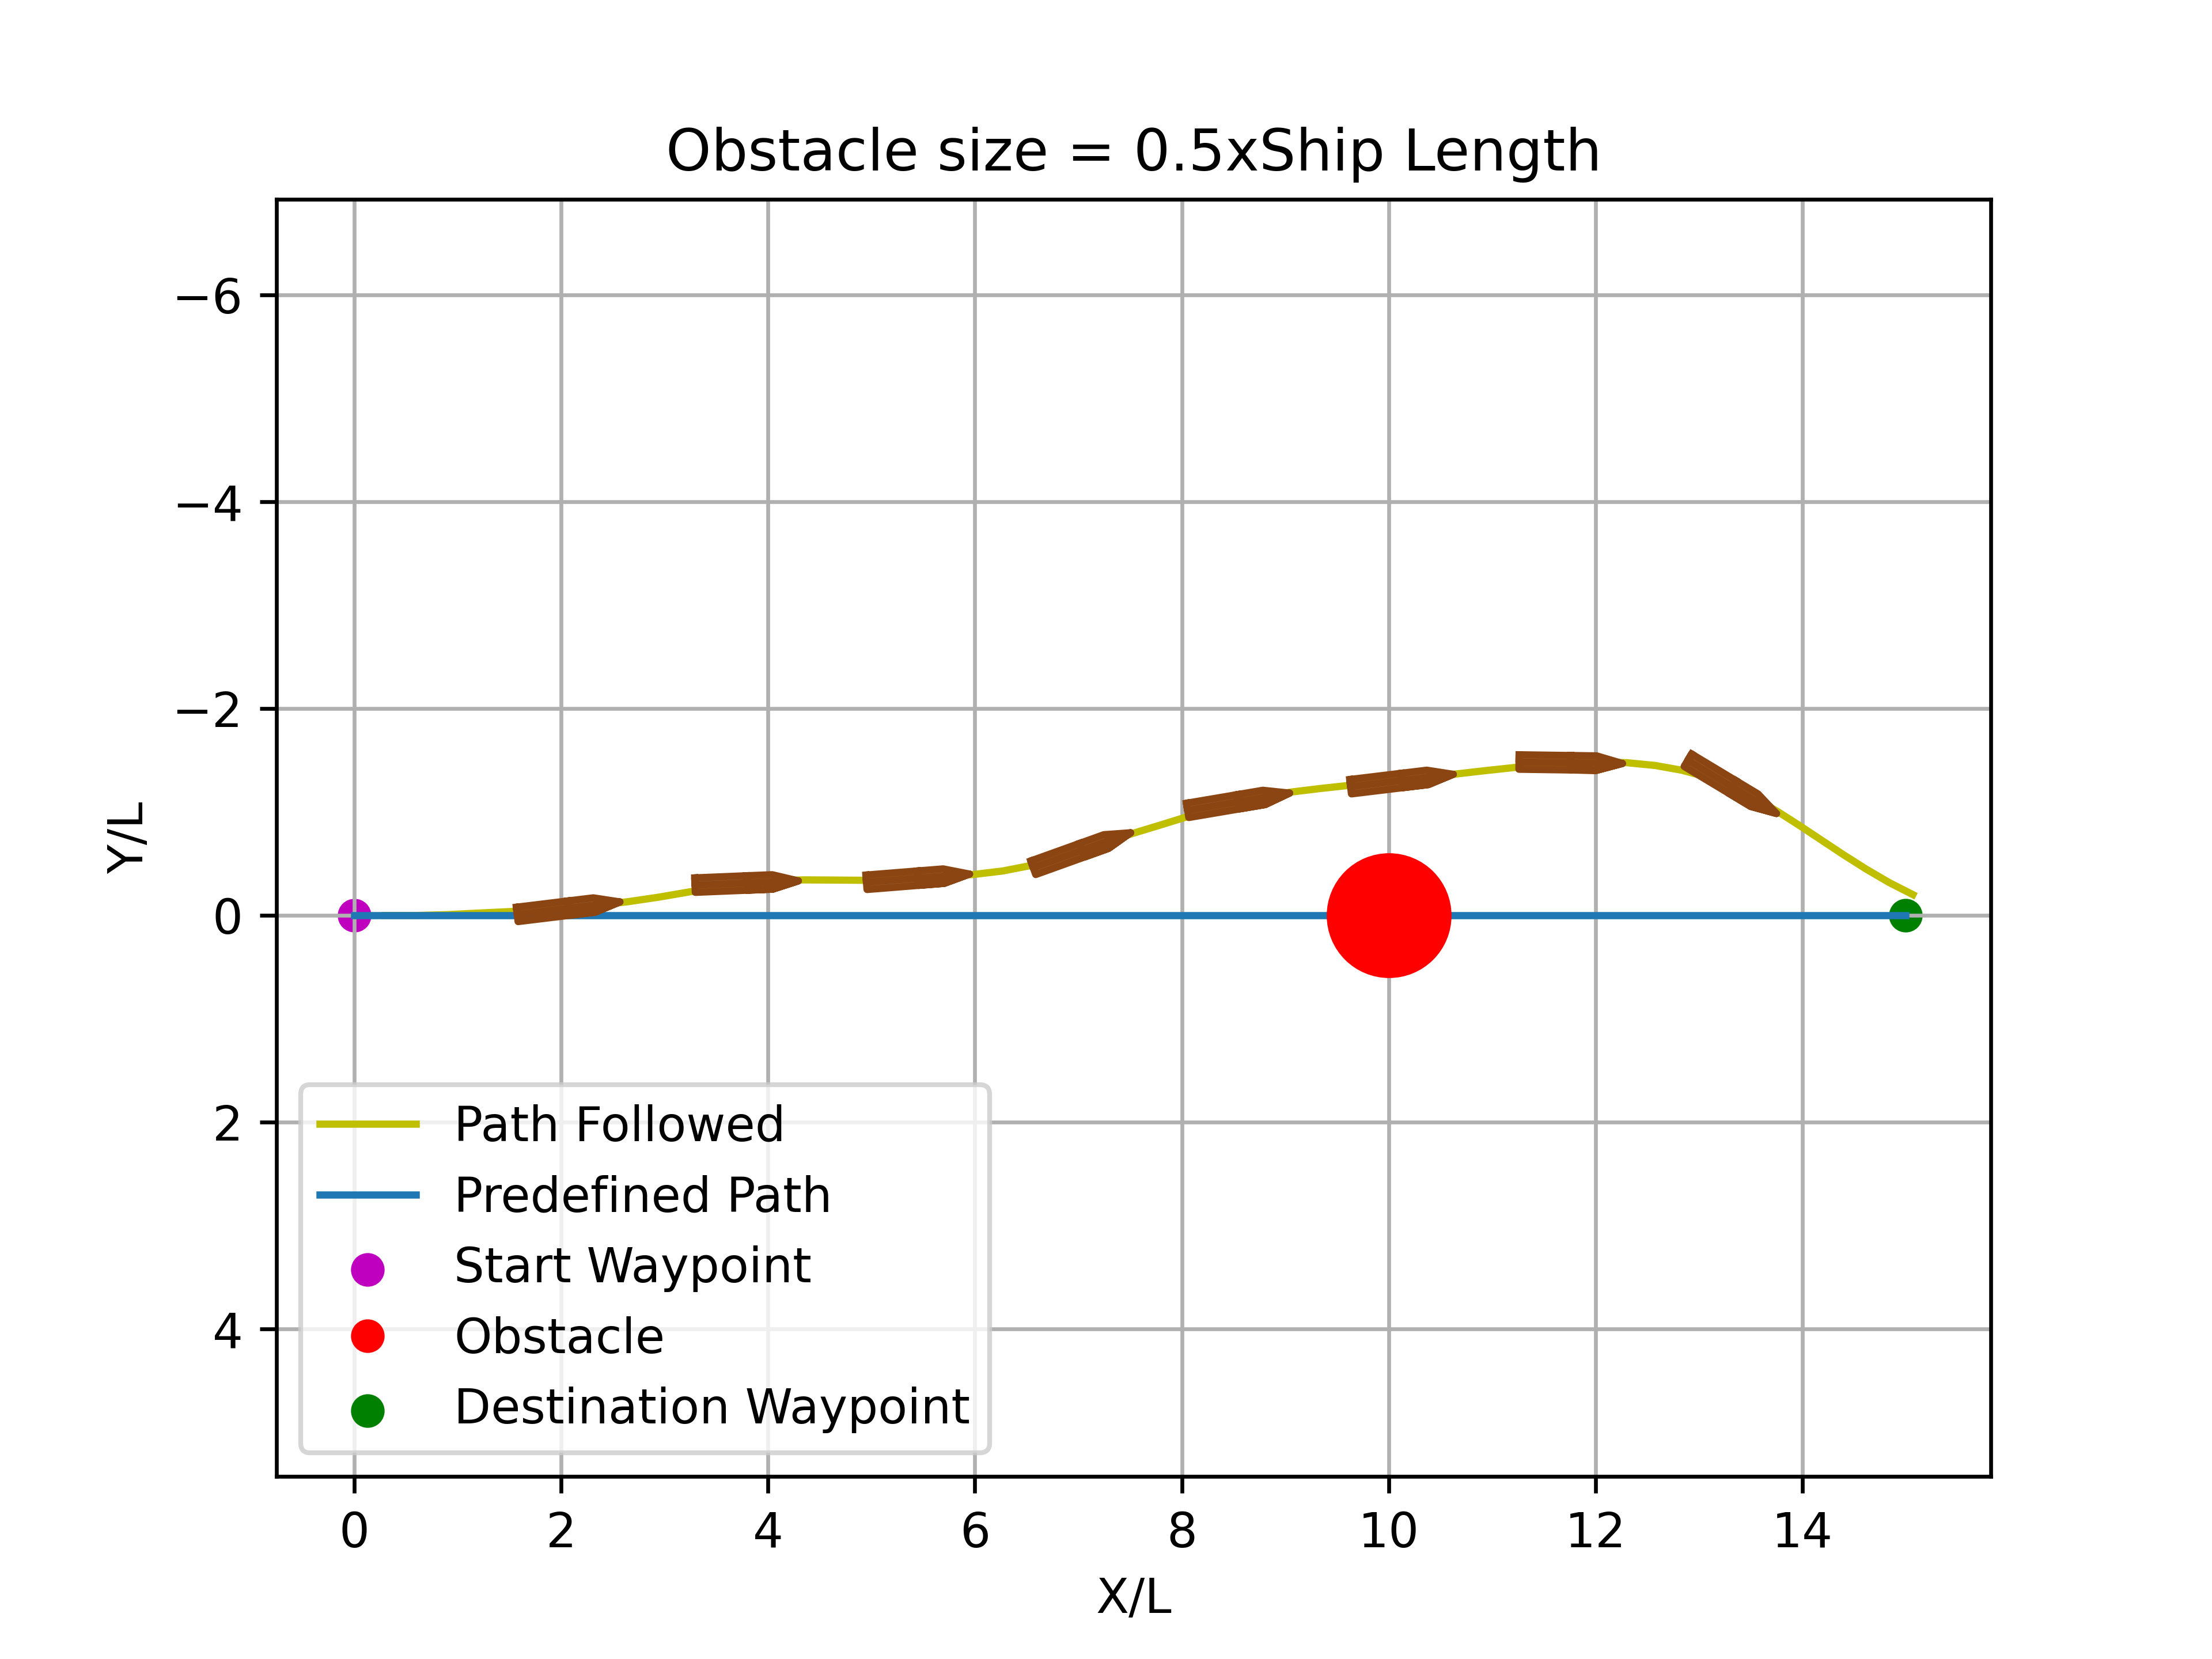 Obstacle size = 0.5xShip Length
−6
−4
−2
0
2
4
Y/L
Path Followed
Predefined Path
Start Waypoint
Obstacle
Destination Waypoint
0 2 4 6 8 10 12 14
X/L